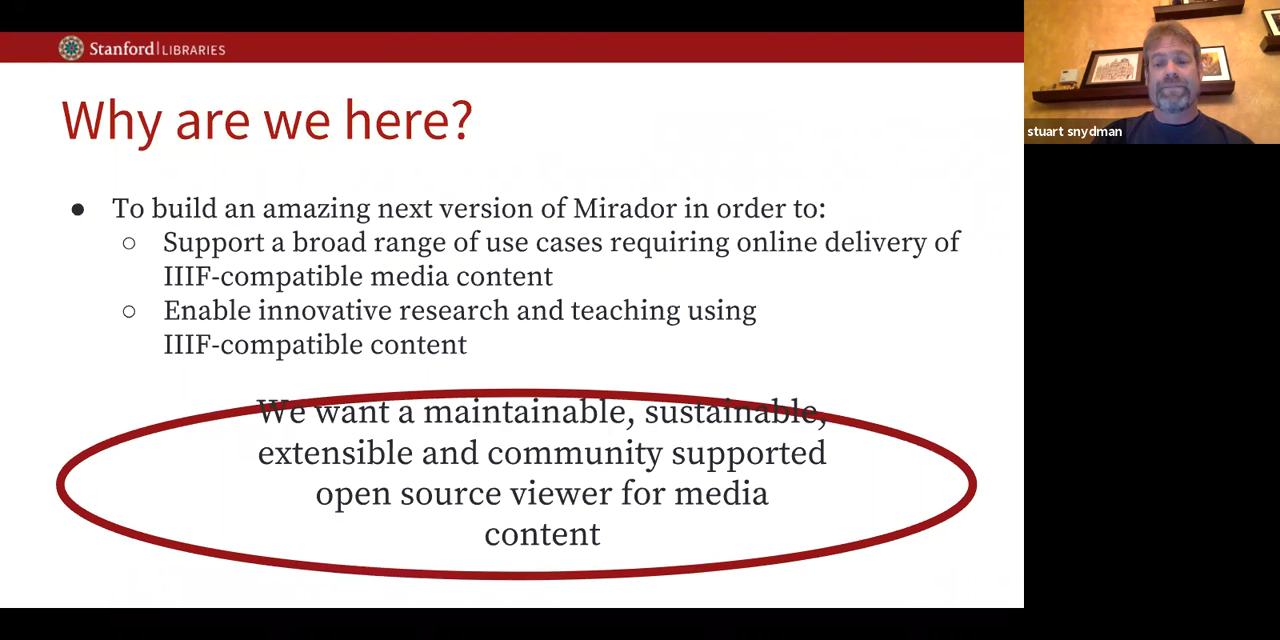 Stanford LIBRARIES
Why are we here?
● To build an amazing next version of Mirador in order to:
○ Support a broad range of use cases requiring online delivery of
IIIF-compatible media content
○ Enable innovative research and teaching using
IIIF-compatible content
We want a maintainable, sustainable,
extensible and community supported
open source viewer for media
content
stuart snydman